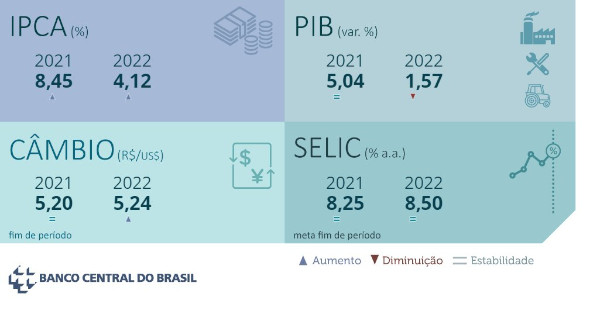 IPCA (%)
2021 2022
8,45 4,12
PIB (var. %)
2021 2022
5,04 1,57
%
CÂMBIO (R$/US$)
2021 2022
5,20 5,24
fim de período
$
¥
SELIC (% a.a.)
2021 2022
8,25 8,50
meta fim de período
%
Aumento Diminuição Estabilidade
BANCO CENTRAL DO BRASIL